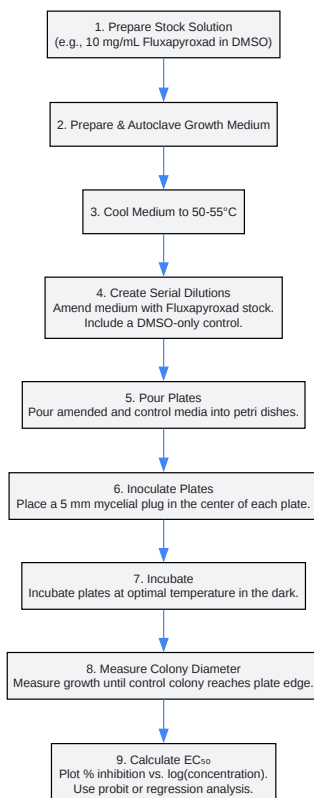 1. Prepare Stock Solution
(e.g., 10 mg/mL Fluxapyroxad in DMSO)
2. Prepare & Autoclave Growth Medium
3. Cool Medium to 50-55°C
4. Create Serial Dilutions
Amend medium with Fluxapyroxad stock.
Include a DMSO-only control.
5. Pour Plates
Pour amended and control media into petri dishes.
6. Inoculate Plates
Place a 5 mm mycelial plug in the center of each plate.
7. Incubate
Incubate plates at optimal temperature in the dark.
8. Measure Colony Diameter
Measure growth until control colony reaches plate edge.
9. Calculate EC₅₀
Plot % inhibition vs. log(concentration).
Use probit or regression analysis.